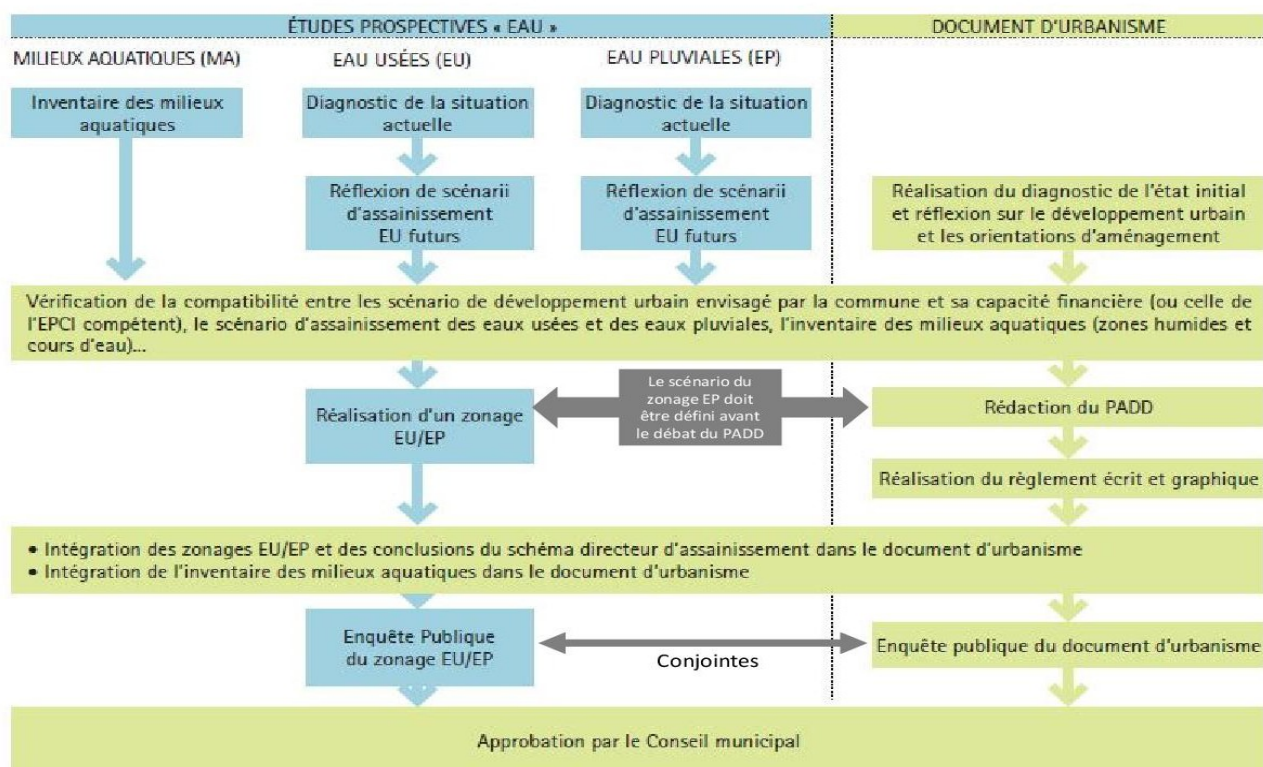 ÉTUDES PROSPECTIVES « EAU »
DOCUMENT D'URBANISME
MILIEUX AQUATIQUES (MA)
EAU USÉES (EU)
EAU PLUVIALES (EP)
Inventaire des milieux
aquatiques
Diagnostic de la situation
actuelle
Diagnostic de la situation
actuelle
Réflexion de scénarii
d'assainissement
EU futurs
Réflexion de scénarii
d'assainissement
EU futurs
Réalisation du diagnostic de l'état initial
et réflexion sur le développement urbain
et les orientations d'aménagement
Vérification de la compatibilité entre les scénario de développement urbain envisagé par la commune et sa capacité financière (ou celle de
l'EPCI compétent), le scénario d'assainissement des eaux usées et des eaux pluviales, l'inventaire des milieux aquatiques (zones humides et
cours d'eau)...
Réalisation d'un zonage
EU/EP
Le scénario du
zonage EP doit
être défini avant
le débat du PADD
Rédaction du PADD
Réalisation du règlement écrit et graphique
• Intégration des zonages EU/EP et des conclusions du schéma directeur d'assainissement dans le document d'urbanisme
• Intégration de l'inventaire des milieux aquatiques dans le document d'urbanisme
Enquête Publique
du zonage EU/EP
Conjointes
Enquête publique du document d'urbanisme
Approbation par le Conseil municipal